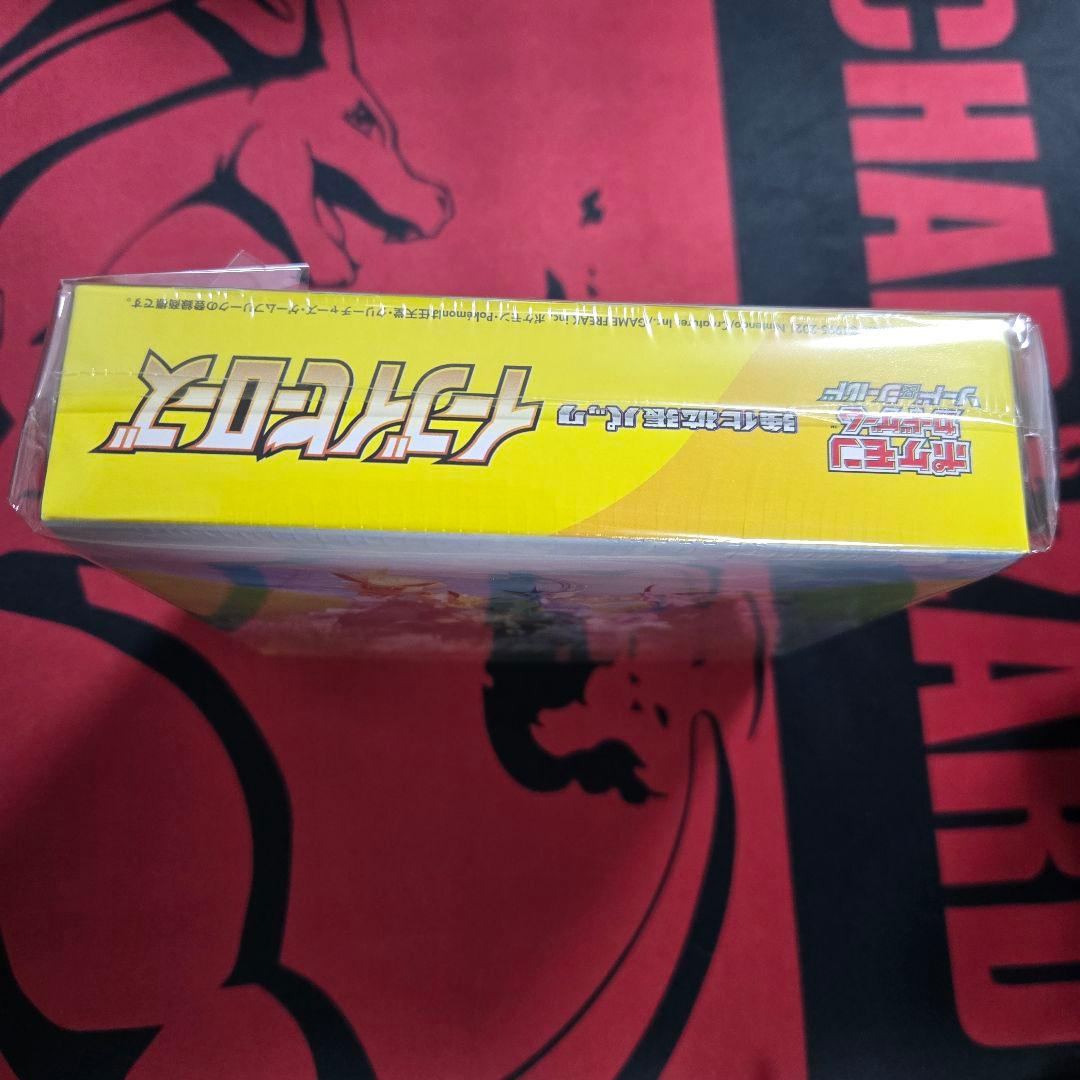 ポケモン
カードゲーム
ソード&シールド
強化拡張パック
イーブイヒーローズ
©1995-2021 Nintendo/Creatures Inc./GAME FREAK inc. ポケモン・Pokémonは任天堂・クリーチャーズ・ゲームフリークの登録商標です。
CHARD
YARD